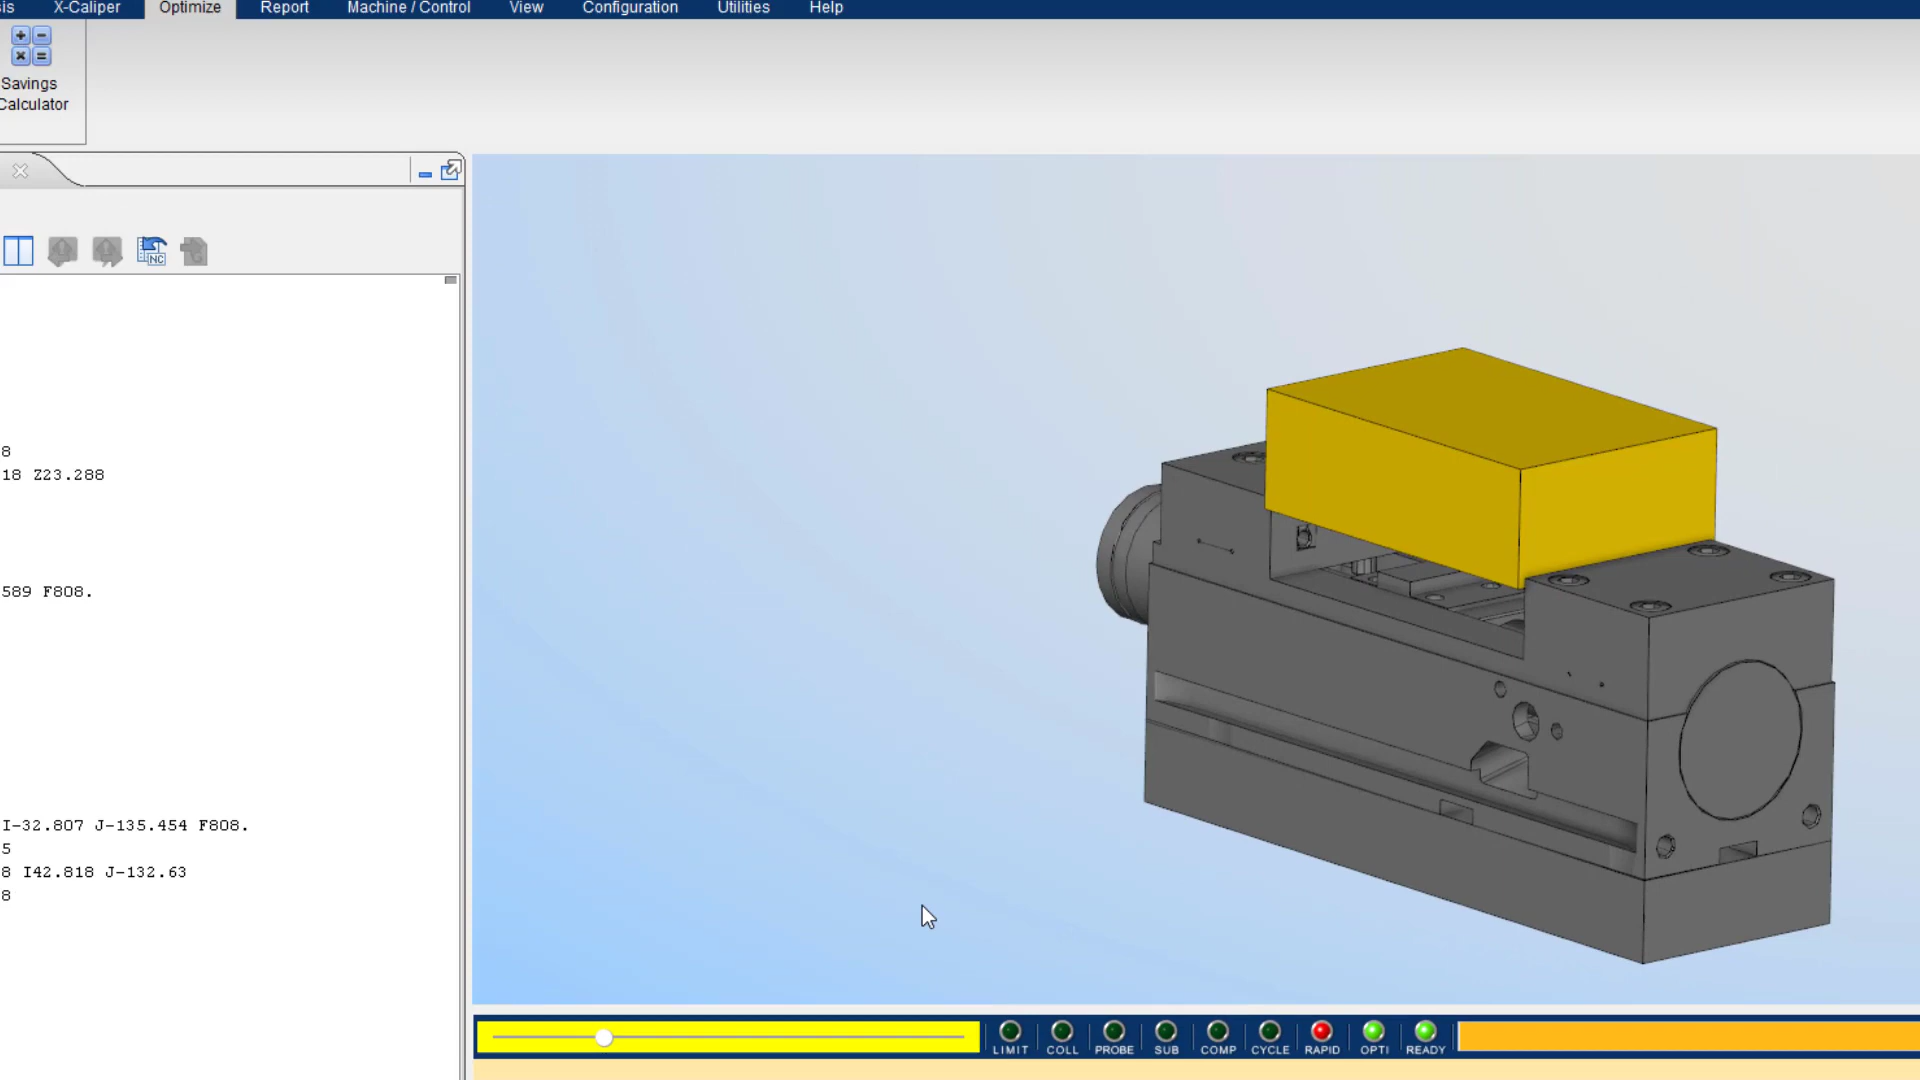 sis X-Caliper Optimize Report Machine / Control View Configuration Utilities Help
Savings
Calculator
NC
8
18 Z23.288
589 F808.
I-32.807 J-135.454 F808.
5
8 I42.818 J-132.63
8
LIMIT COLL PROBE SUB COMP CYCLE RAPID OPTI READY